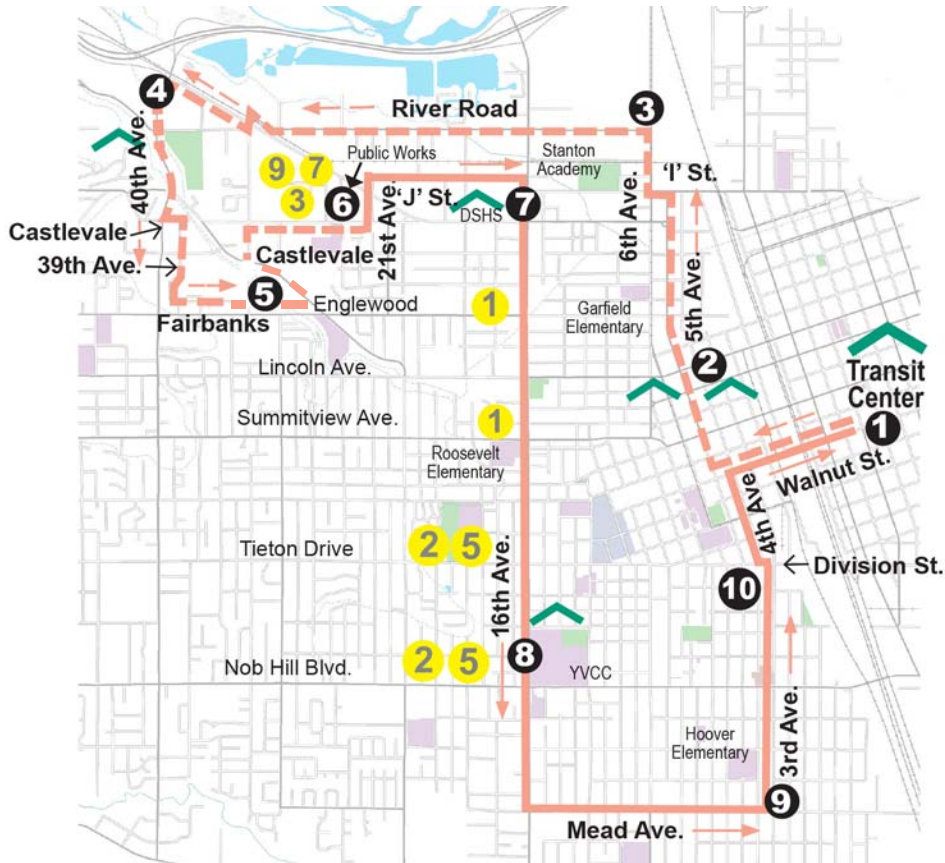 4
River Road
3
Public Works
Stanton
Academy
9
7
3
6
'J' St.
'I' St.
40th Ave.
21st Ave.
DSHS
7
6th Ave.
Castlevale
Castlevale
39th Ave.
5
Englewood
1
Garfield
Elementary
5th Ave.
Fairbanks
2
Lincoln Ave.
Transit
Center
1
Summitview Ave.
1
Roosevelt
Elementary
Walnut St.
4th Ave
Tieton Drive
2
5
16th Ave.
Division St.
10
8
Nob Hill Blvd.
2
5
YVCC
Hoover
Elementary
3rd Ave.
9
Mead Ave.